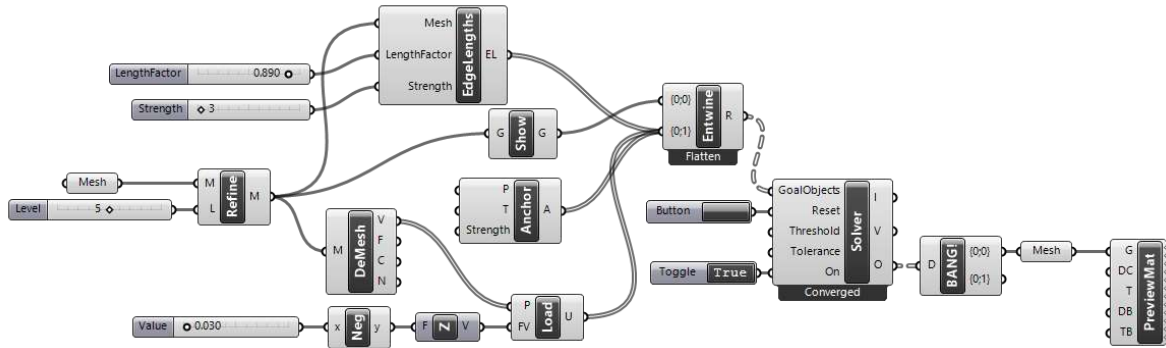 Mesh
LengthFactor
Strength
EdgeLengths
EL
LengthFactor 0.890
Strength 3
G Show G
{0;0}
{0;1}
Entwine
R
Flatten
Mesh
Level 5
M
L
Refine
M
P
T
Strength
Anchor
A
M
DeMesh
V
F
C
N
GoalObjects
Reset
Threshold
Tolerance
On
Solver
I
V
O
Converged
Button
Toggle True
D
BANG!
{0;0}
{0;1}
Mesh
G
DC
T
DB
TB
PreviewMat
Value 0.030
x Neg y
F Z V
P
FV
Load
U